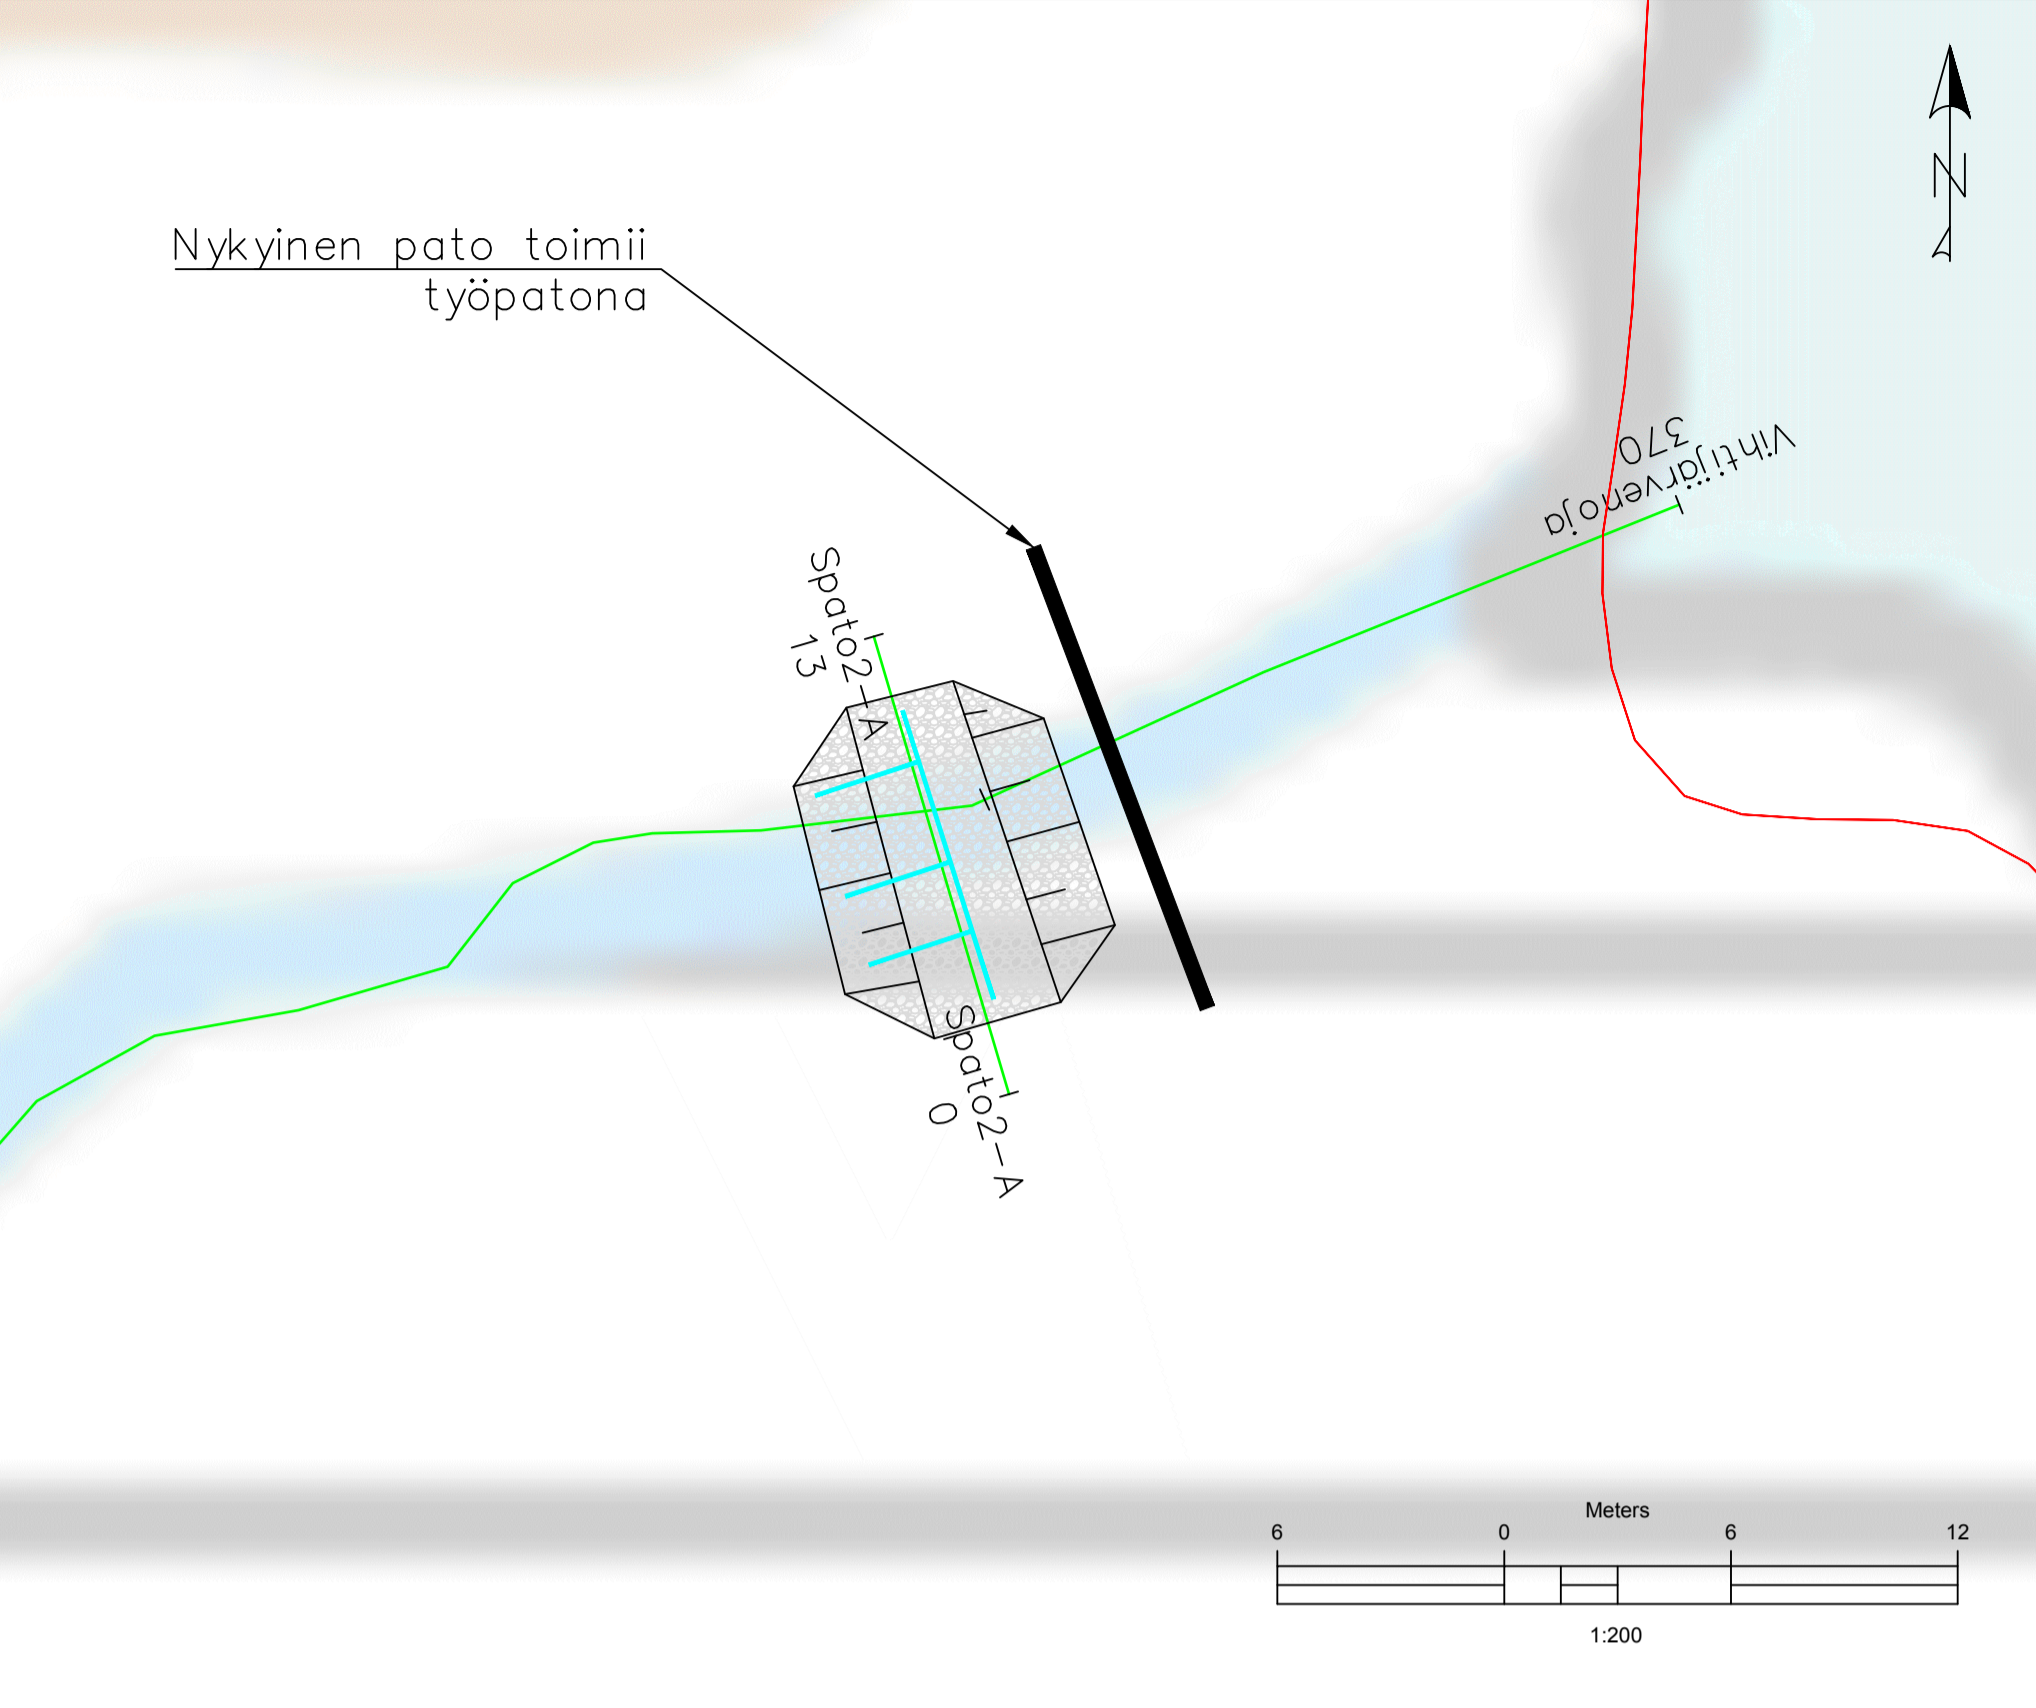 Nykyinen pato toimii
työpatona
N
370
Vihtijärvenoja
Spato2-A
13
Spato2-A
0
Meters
6 0 6 12
1:200